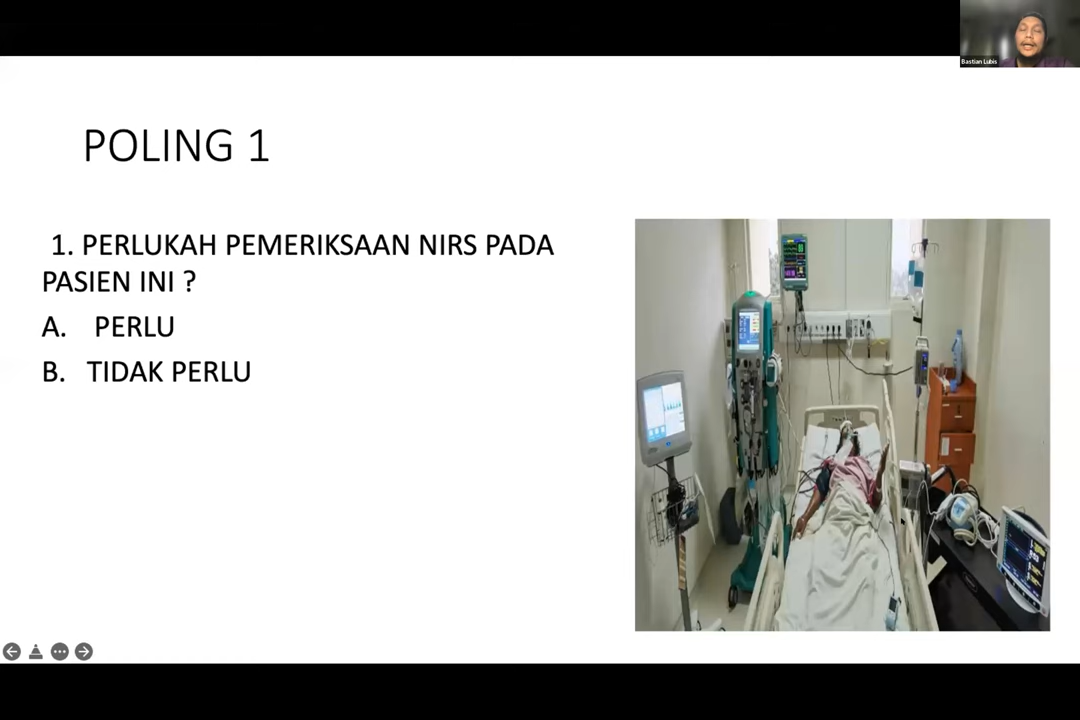 Bastian Lubis
POLING 1
1. PERLUKAH PEMERIKSAAN NIRS PADA
PASIEN INI ?
A. PERLU
B. TIDAK PERLU